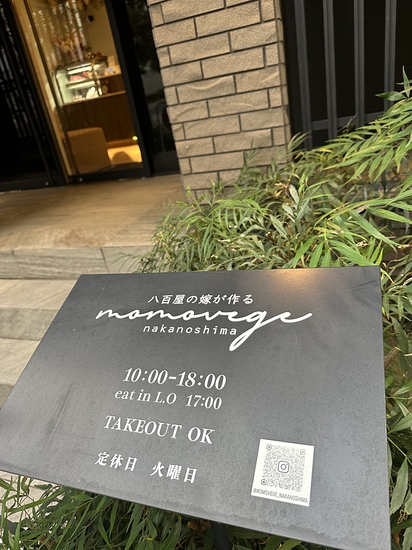 八百屋の嫁が作る
momovege
nakanoshima
10:00-18:00
eat in L.O 17:00
TAKEOUT OK
定休日 火曜日
@MOMOVEGE_NAKANOSHIMA